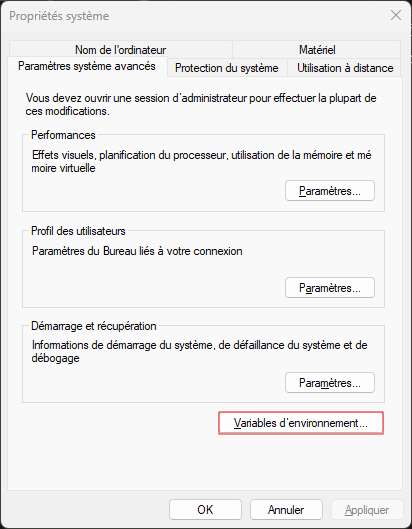 Propriétés système
Nom de l'ordinateur
Matériel
Paramètres système avancés
Protection du système
Utilisation à distance
Vous devez ouvrir une session d'administrateur pour effectuer la plupart de
ces modifications.
Performances
Effets visuels, planification du processeur, utilisation de la mémoire et mé
moire virtuelle
Paramètres...
Profil des utilisateurs
Paramètres du Bureau liés à votre connexion
Paramètres...
Démarrage et récupération
Informations de démarrage du système, de défaillance du système et de
débogage
Paramètres...
Variables d'environnement...
OK
Annuler
Appliquer